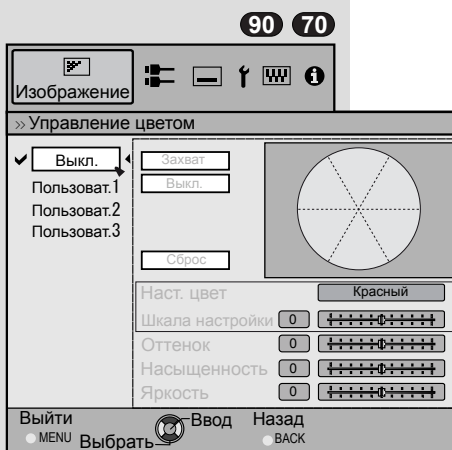 90 70
Изображение
>> Управление цветом
Выкл.
Пользоват.1
Пользоват.2
Пользоват.3
Захват
Выкл.
Сброс
Наст. цвет Красный
Шкала настройки 0
Оттенок 0
Насыщенность 0
Яркость 0
Выйти
MENU
Выбрать
Ввод
Назад
BACK